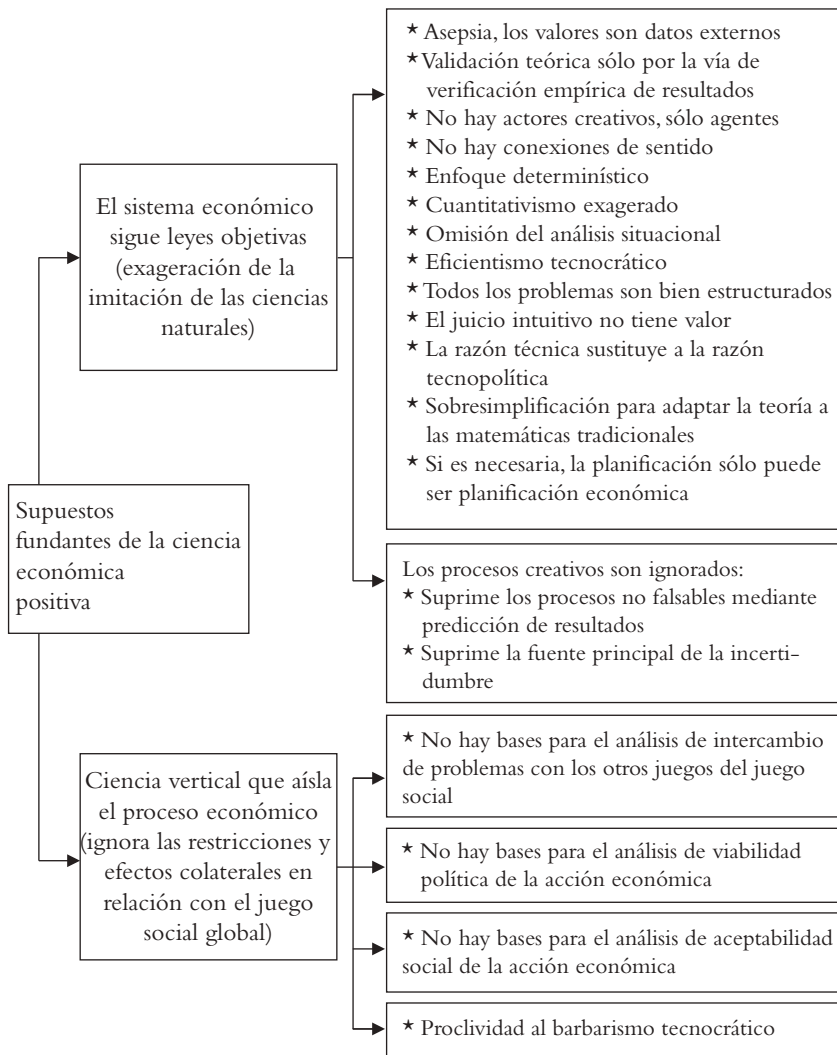 Supuestos
fundantes de la ciencia
económica
positiva
El sistema económico
sigue leyes objetivas
(exageración de la
imitación de las ciencias
naturales)
★ Asepsia, los valores son datos externos
★ Validación teórica sólo por la vía de
verificación empírica de resultados
★ No hay actores creativos, sólo agentes
★ No hay conexiones de sentido
★ Enfoque determinístico
★ Cuantitativismo exagerado
★ Omisión del análisis situacional
★ Eficientismo tecnocrático
★ Todos los problemas son bien estructurados
★ El juicio intuitivo no tiene valor
★ La razón técnica sustituye a la razón
tecnopolítica
★ Sobresimplificación para adaptar la teoría a
las matemáticas tradicionales
★ Si es necesaria, la planificación sólo puede
ser planificación económica
Los procesos creativos son ignorados:
★ Suprime los procesos no falsables mediante
predicción de resultados
★ Suprime la fuente principal de la incerti-
dumbre
Ciencia vertical que aísla
el proceso económico
(ignora las restricciones y
efectos colaterales en
relación con el juego
social global)
★ No hay bases para el análisis de intercambio
de problemas con los otros juegos del juego
social
★ No hay bases para el análisis de viabilidad
política de la acción económica
★ No hay bases para el análisis de aceptabilidad
social de la acción económica
★ Proclividad al barbarismo tecnocrático